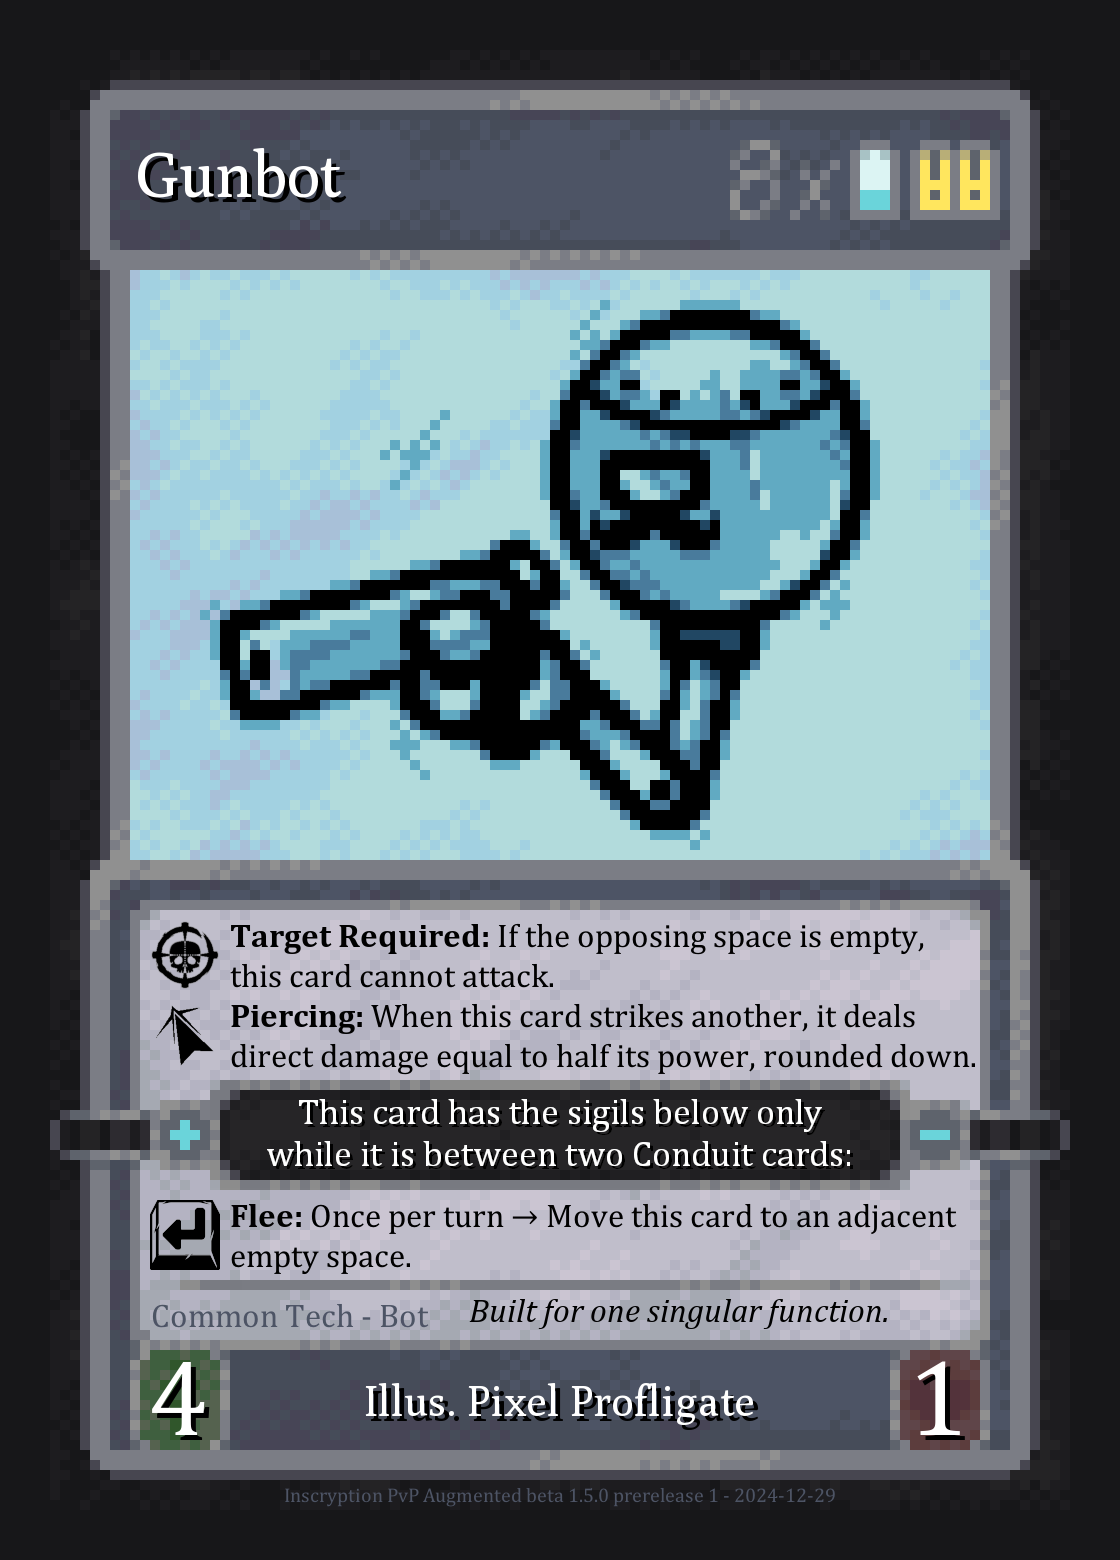 Gunbot 8x
Target Required: If the opposing space is empty,
this card cannot attack.
Piercing: When this card strikes another, it deals
direct damage equal to half its power, rounded down.
This card has the sigils below only
while it is between two Conduit cards:
Flee: Once per turn → Move this card to an adjacent
empty space.
Common Tech - Bot Built for one singular function.
4 Illus. Pixel Profligate 1
Inscryption PvP Augmented beta 1.5.0 prerelease 1 - 2024-12-29